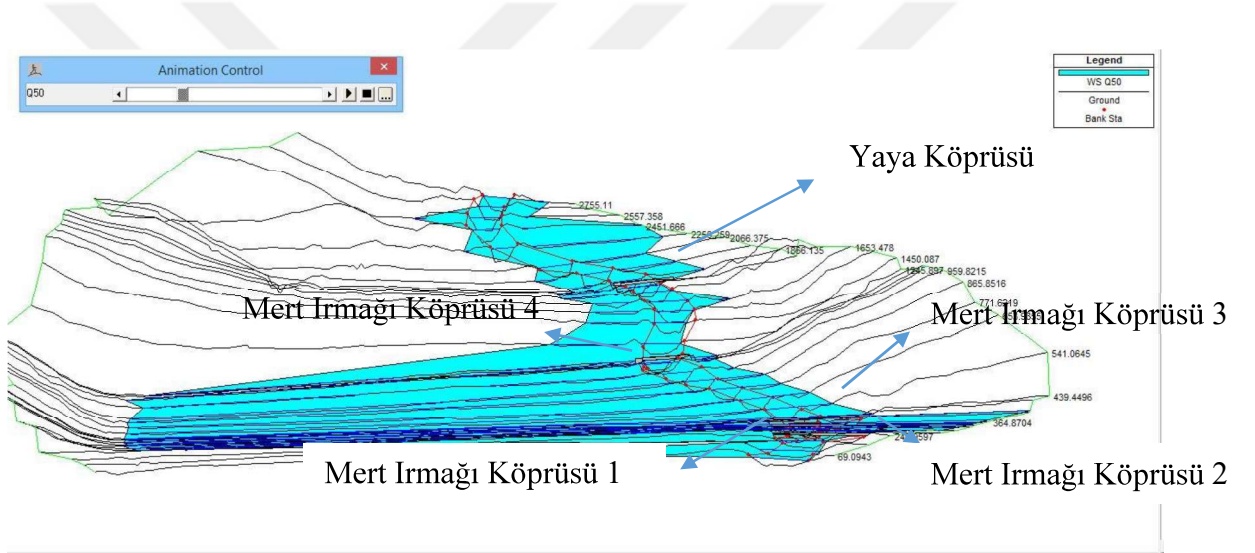 Animation Control
Q50
Legend
WS Q50
Ground
Bank Sta
Yaya Köprüsü
2755.11
2557.358
2451.666
2066.375
1866.135
1653.478
1450.087
959.8215
865.8516
Mert Irmağı Köprüsü 4
Mert Irmağı Köprüsü 3
541.0645
439.4496
364.8704
69.0943
Mert Irmağı Köprüsü 1
Mert Irmağı Köprüsü 2